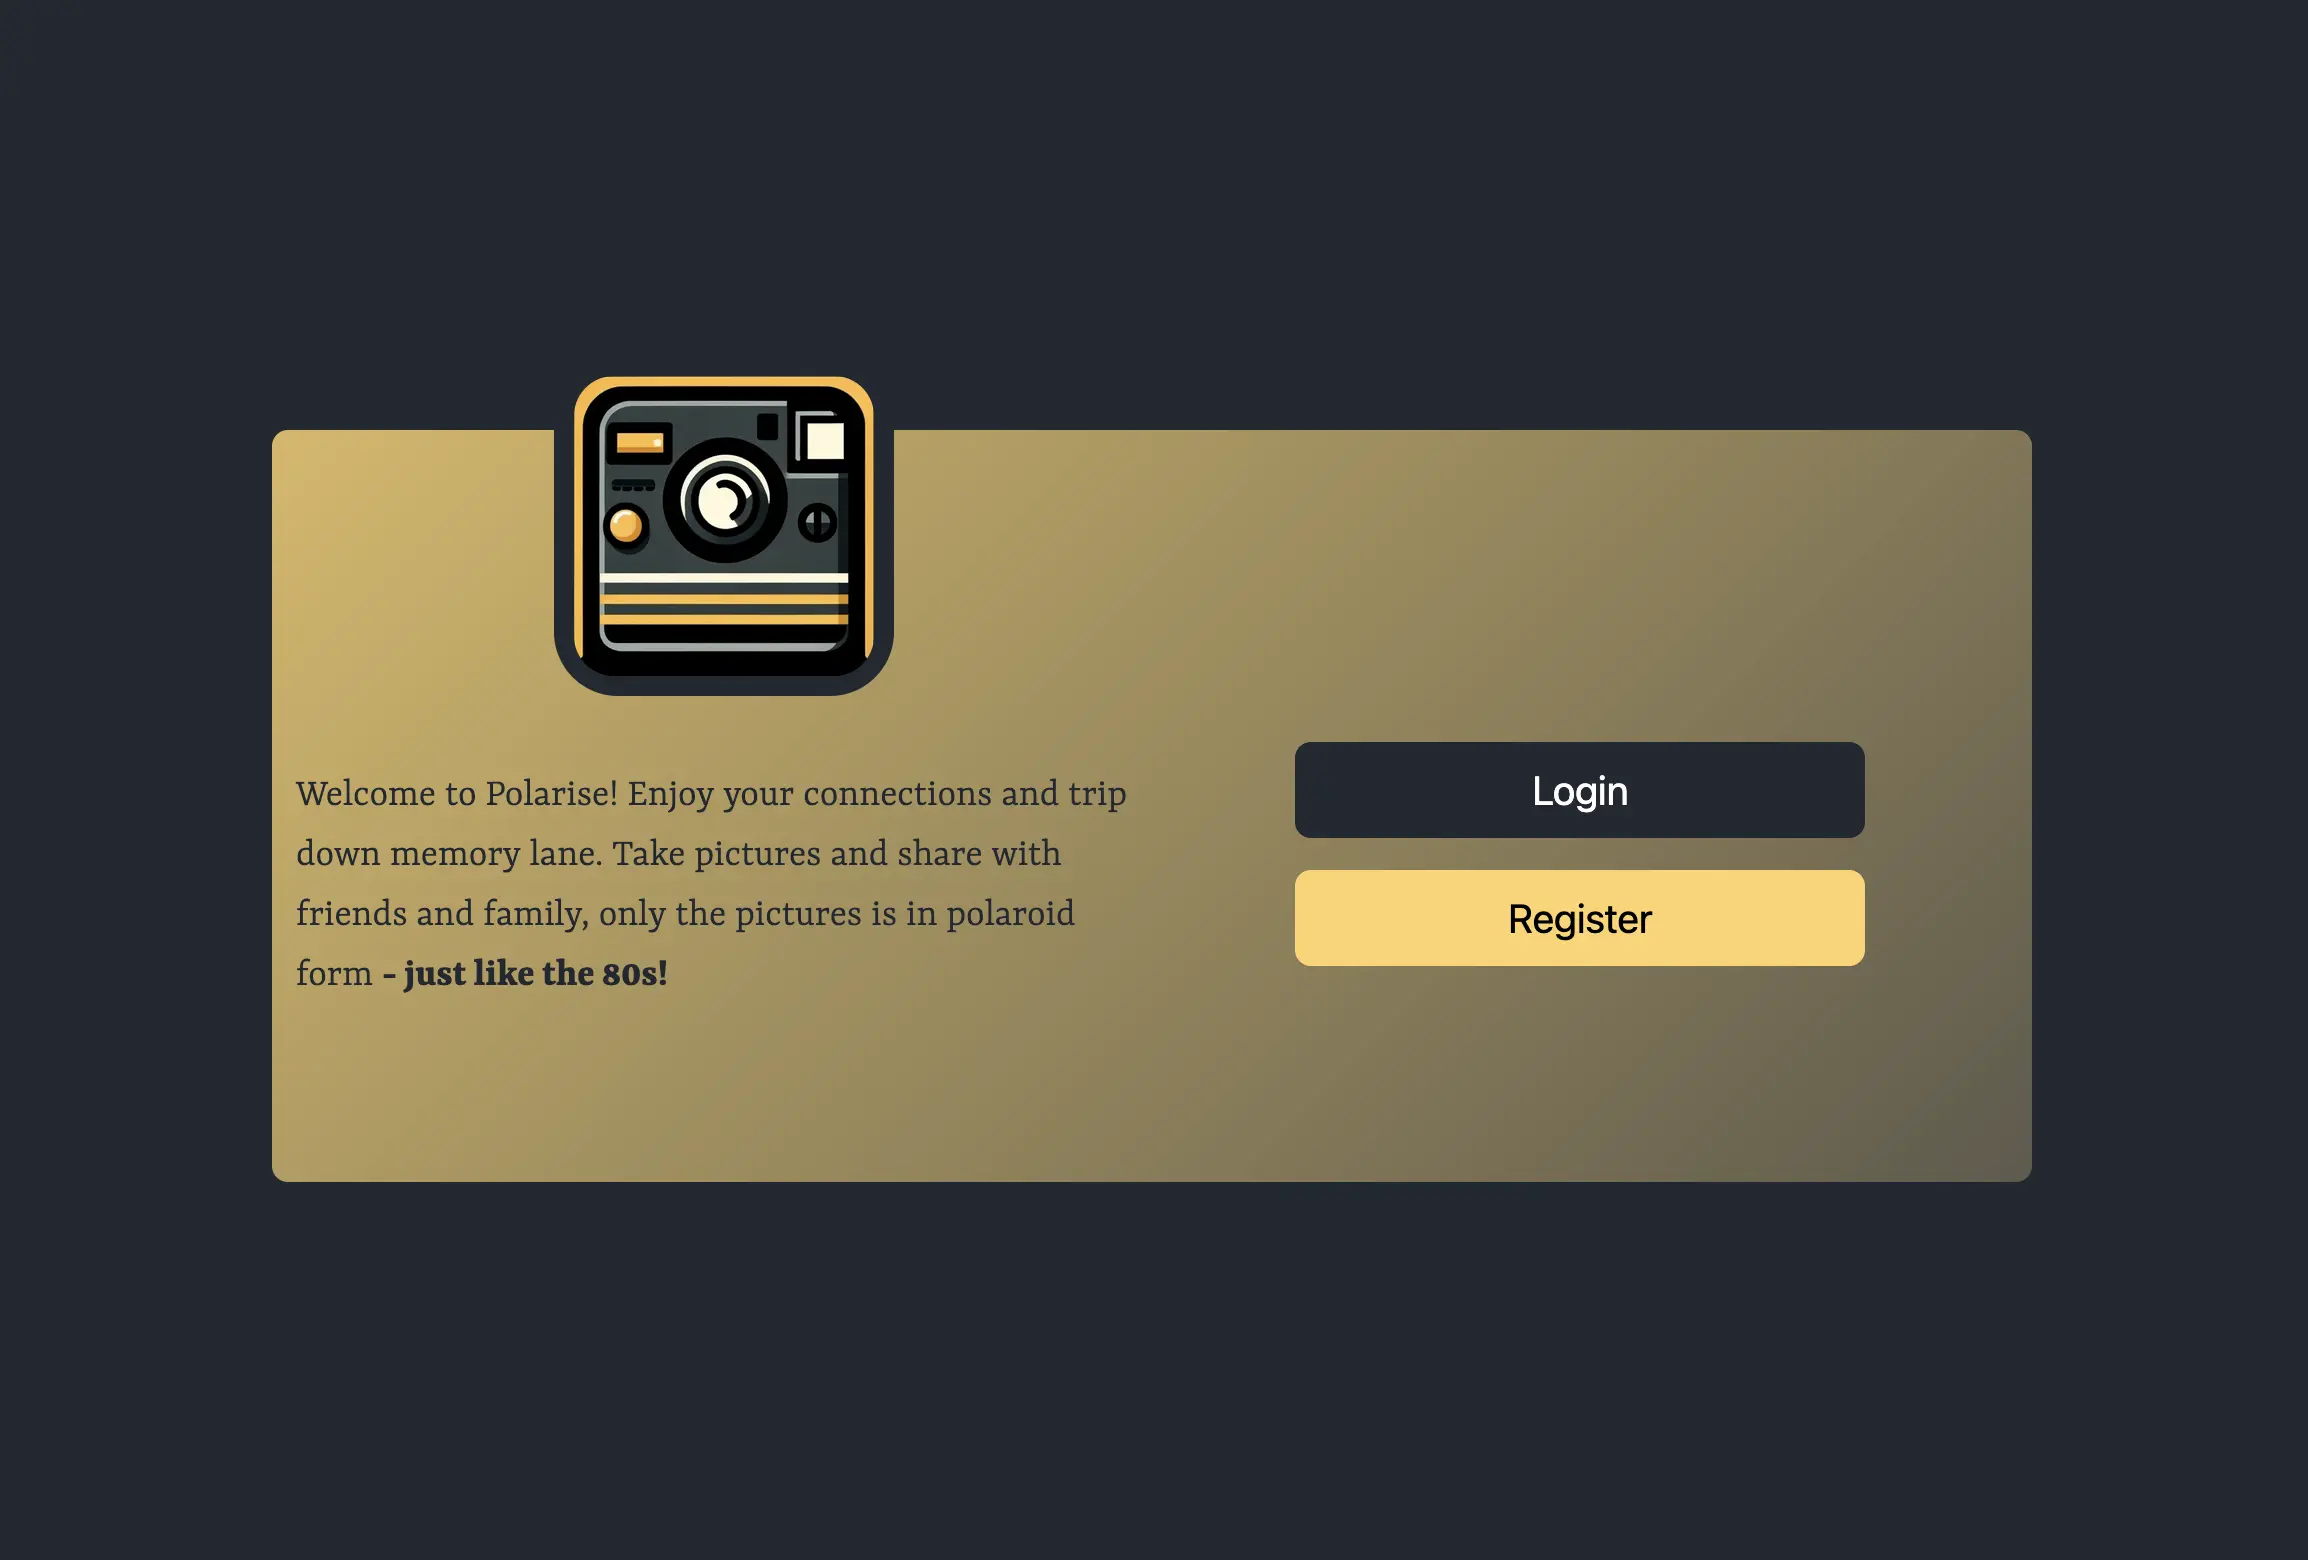 Welcome to Polarise! Enjoy your connections and trip
down memory lane. Take pictures and share with
friends and family, only the pictures is in polaroid
form - just like the 80s!
Login
Register